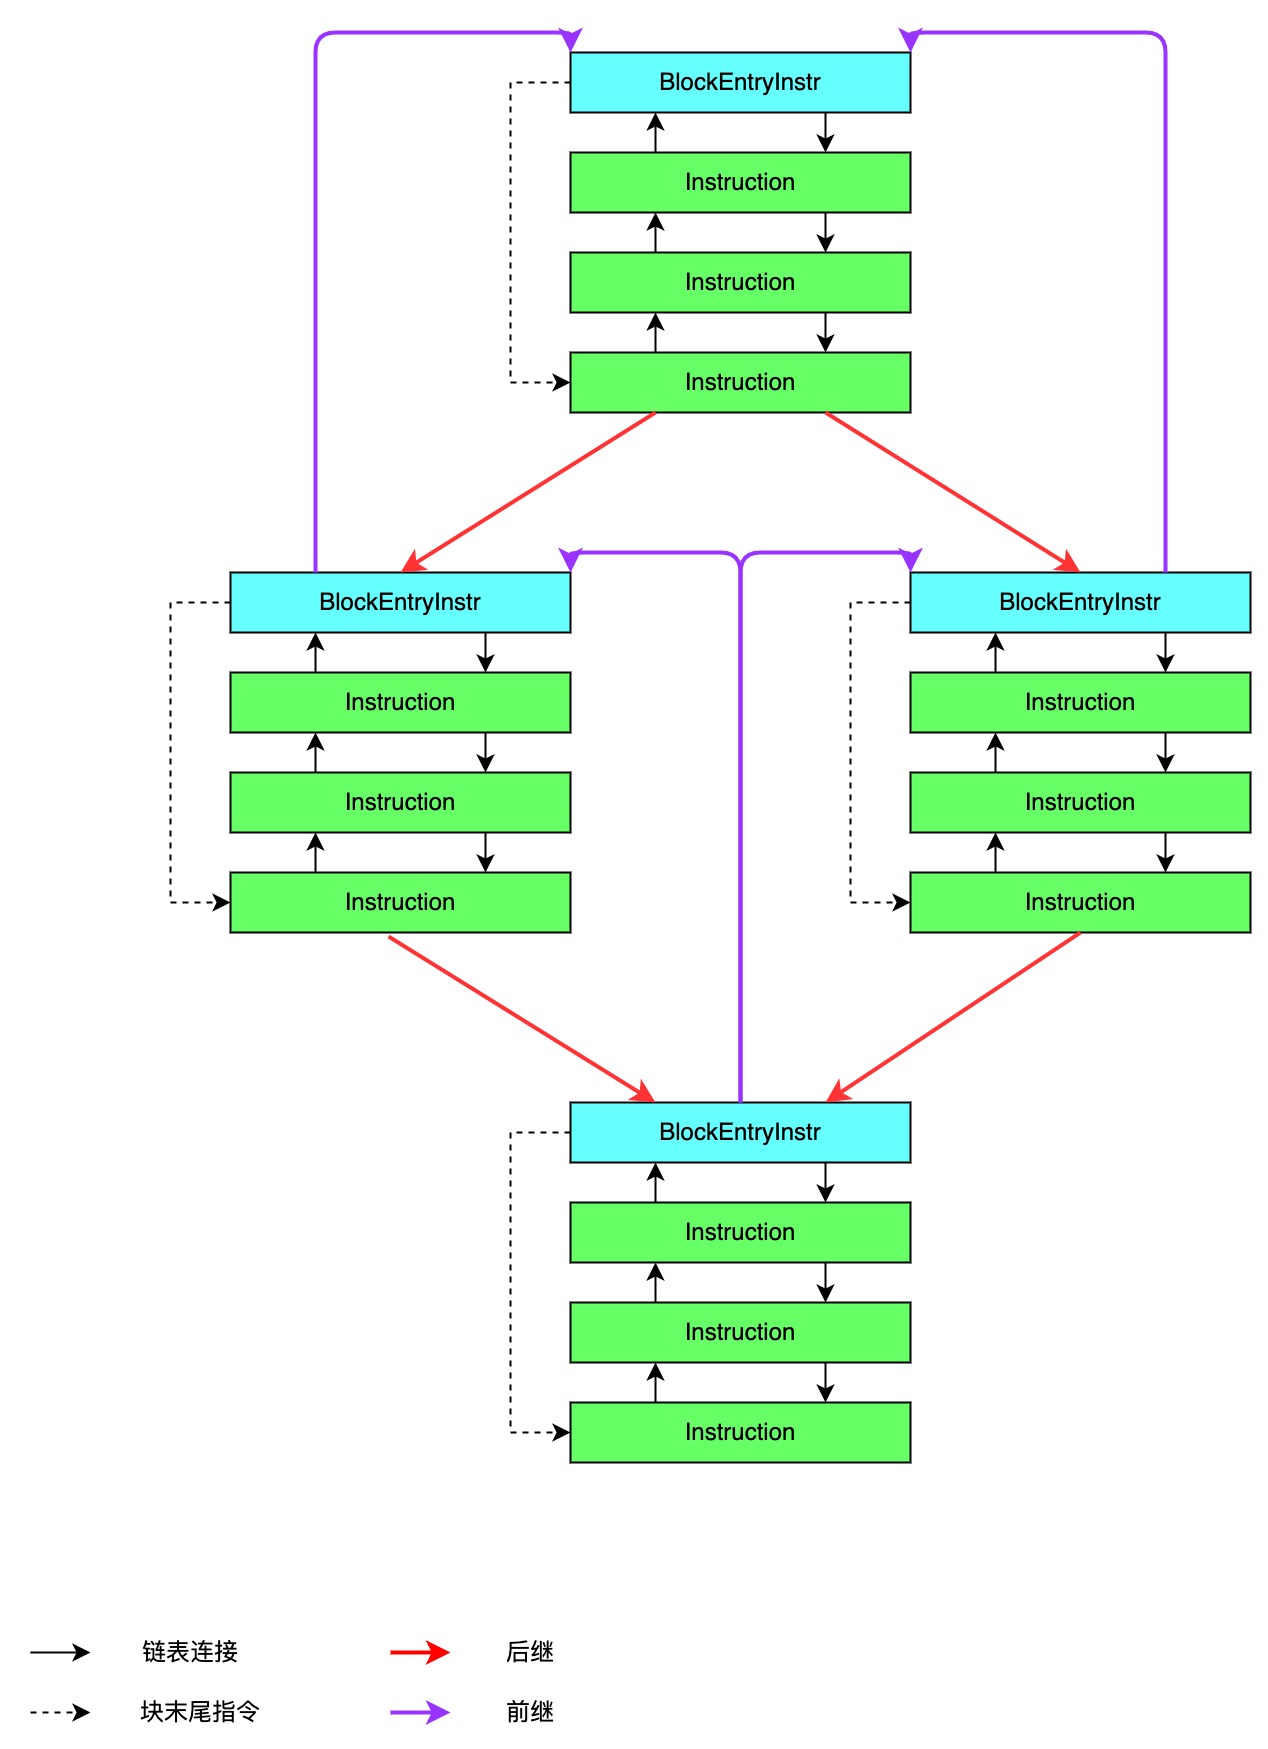 BlockEntryInstr
Instruction
Instruction
Instruction
BlockEntryInstr
Instruction
Instruction
Instruction
BlockEntryInstr
Instruction
Instruction
Instruction
BlockEntryInstr
Instruction
Instruction
Instruction
链表连接
后继
块末尾指令
前继